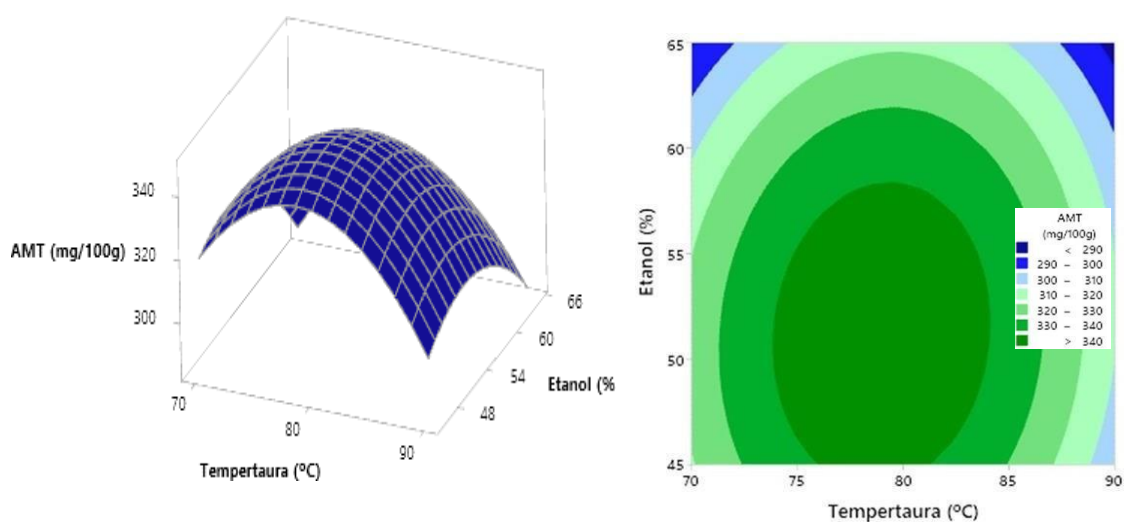 340
AMT (mg/100g)
320
300
70
80
90
Tempertaura (ºC)
48
54
60
66
Etanol (%
65
60
55
50
45
Etanol (%)
70
75
80
85
90
Tempertaura (ºC)
AMT
(mg/100g)
< 290
290 – 300
300 – 310
310 – 320
320 – 330
330 – 340
> 340